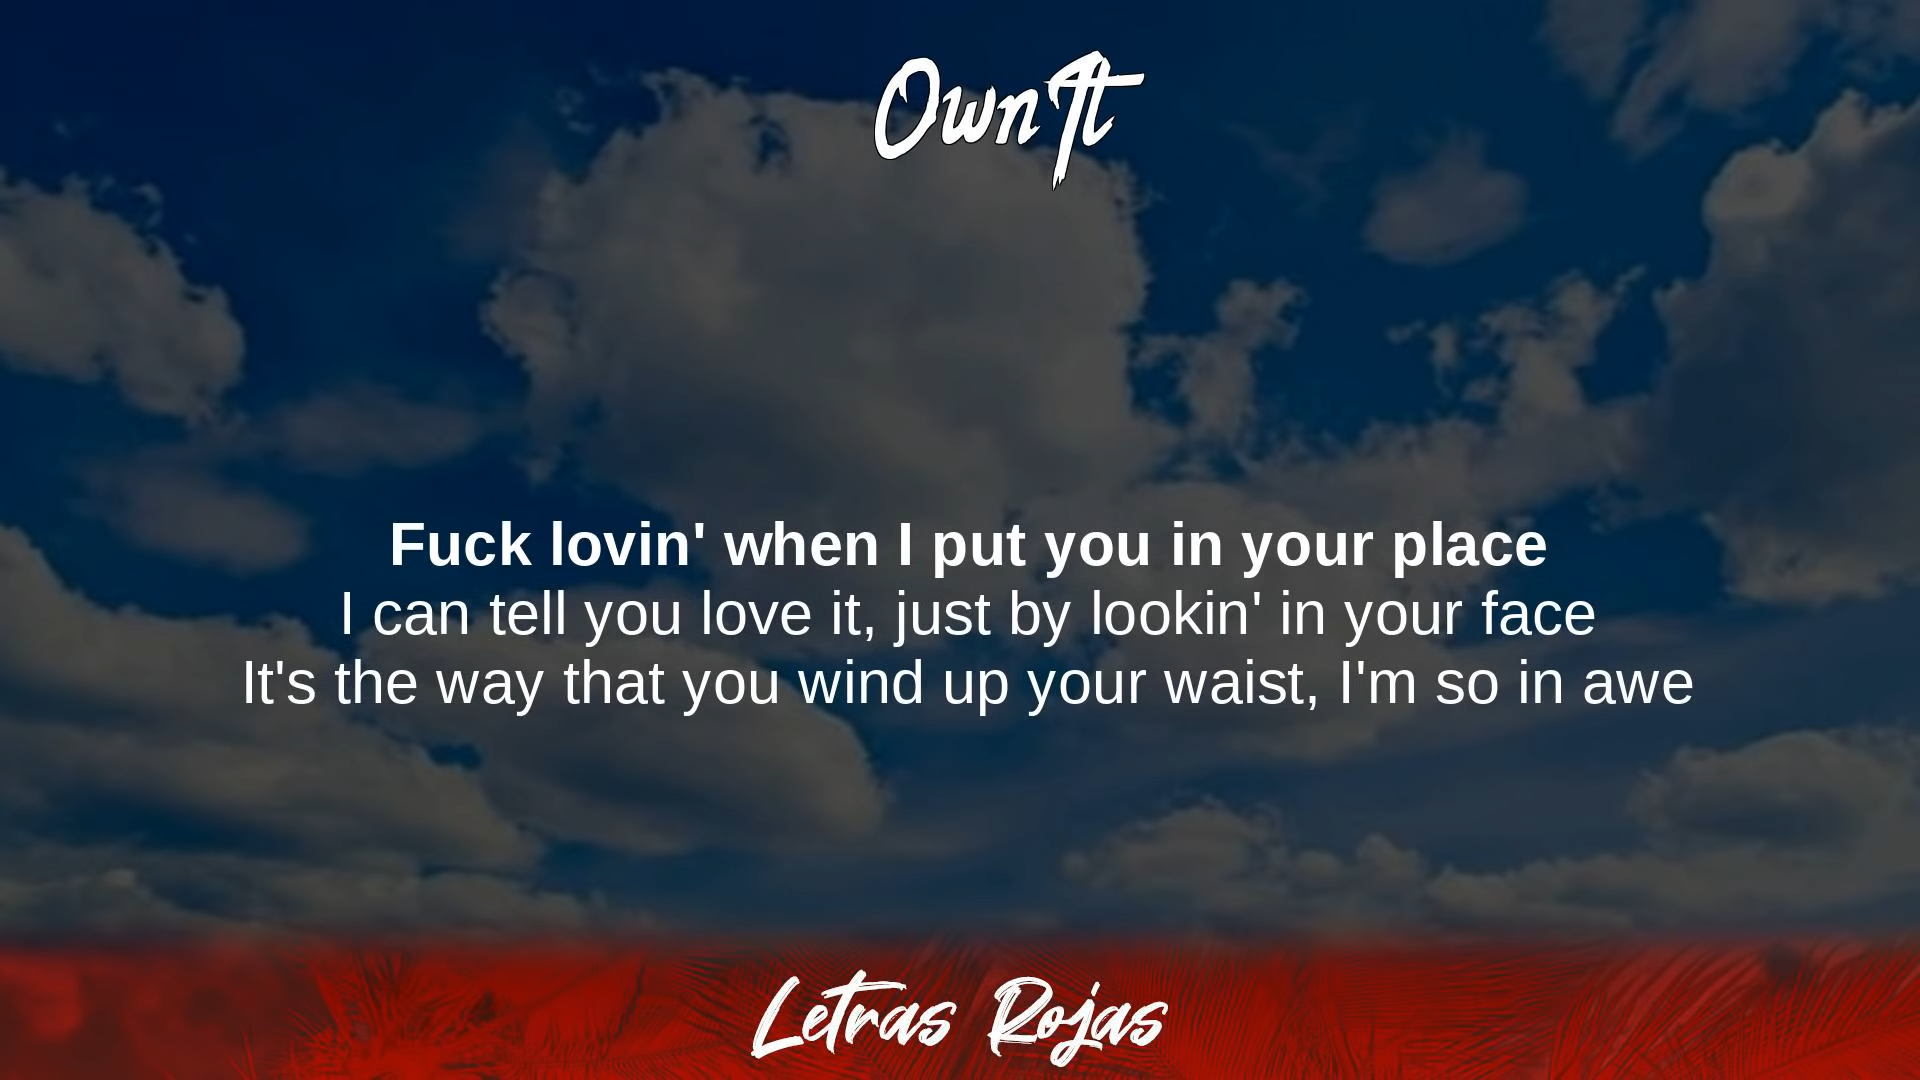 Own It
Fuck lovin' when I put you in your place
I can tell you love it, just by lookin' in your face
It's the way that you wind up your waist, I'm so in awe
Letras Rojas